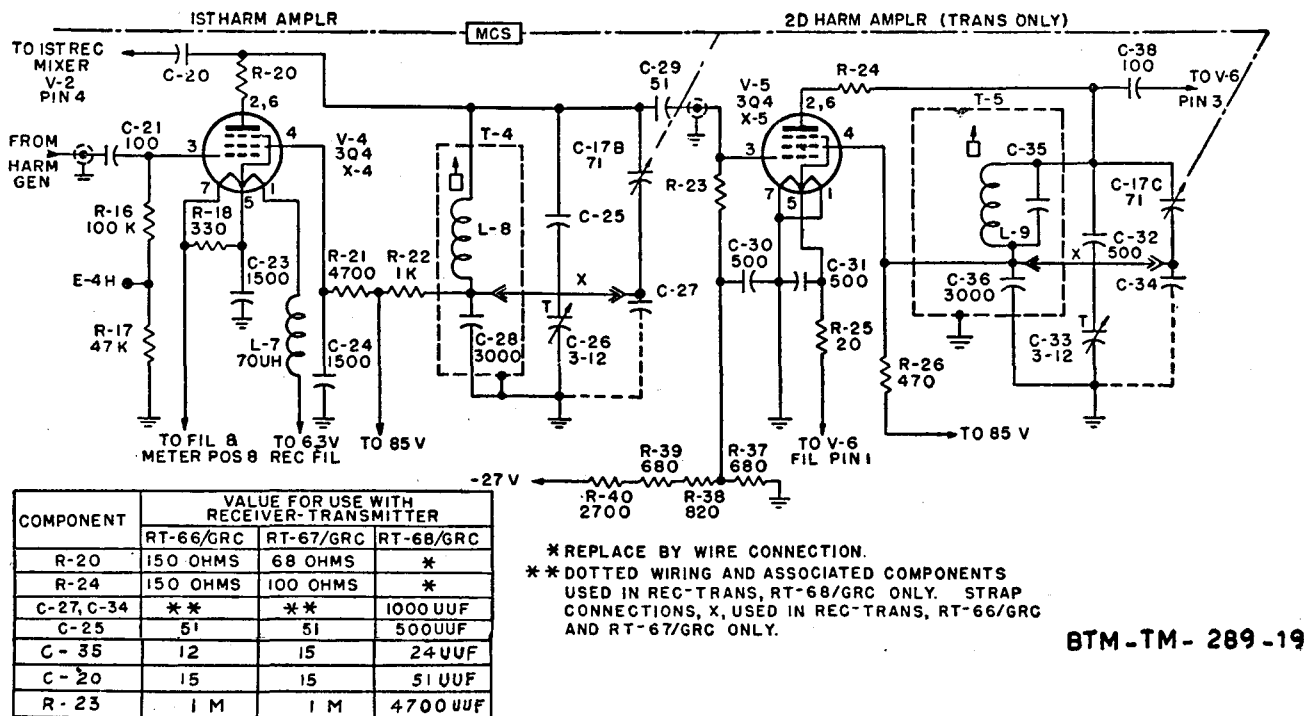 1ST HARM AMPLR
MCS
2D HARM AMPLR (TRANS ONLY)
TO 1ST REC
MIXER
V-2
PIN 4
C-20
R-20
C-29
51
V-5
3Q4
X-5
R-24
C-38
100
TO V-6
PIN 3
2,6
4
3
7
5
1
V-4
3Q4
X-4
C-21
100
FROM
HARM
GEN
T-4
C-17B
71
2,6
4
3
7
5
1
T-5
C-35
C-17C
71
R-16
100 K
R-18
330
C-23
1500
R-21
4700
R-22
1K
L-8
C-25
X
C-27
R-23
C-30
500
C-31
500
L-9
X
C-32
500
C-34
E-4H
R-17
47 K
L-7
70UH
C-24
1500
C-28
3000
T
C-26
3-12
R-25
20
C-36
3000
T
C-33
3-12
R-26
470
TO FIL &
METER POS 8
TO 6.3V
REC FIL
TO 85 V
TO V-6
FIL PIN 1
TO 85 V
-27 V
R-40
2700
R-39
680
R-38
820
R-37
680
COMPONENT
VALUE FOR USE WITH
RECEIVER-TRANSMITTER
RT-66/GRC RT-67/GRC RT-68/GRC
R-20 150 OHMS 68 OHMS *
R-24 150 OHMS 100 OHMS *
C-27, C-34 ** ** 1000 UUF
C-25 51 51 500UUF
C-35 12 15 24 UUF
C-20 15 15 51 UUF
R-23 1 M 1 M 4700 UUF
* REPLACE BY WIRE CONNECTION.
** DOTTED WIRING AND ASSOCIATED COMPONENTS
USED IN REC-TRANS, RT-68/GRC ONLY. STRAP
CONNECTIONS, X, USED IN REC-TRANS, RT-66/GRC
AND RT-67/GRC ONLY.
BTM-TM-289-19